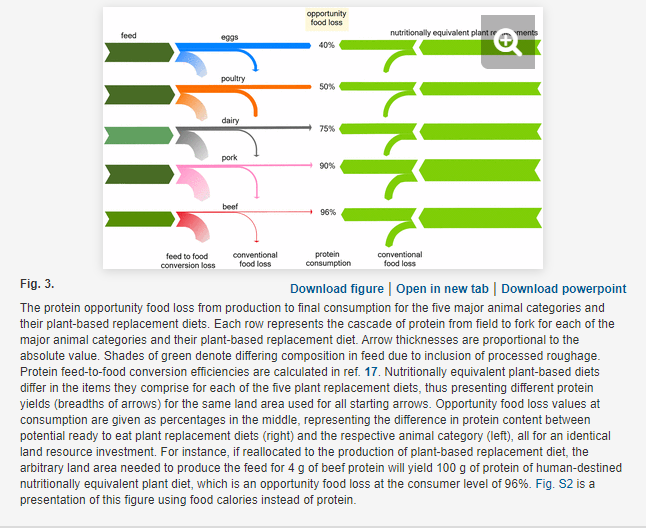 opportunity
food loss
feed
eggs
40%
nutritionally equivalent plant
poultry
50%
dairy
75%
pork
90%
beef
96%
feed to food
conversion loss
conventional
food loss
protein
consumption
conventional
food loss
Fig. 3.
Download figure | Open in new tab | Download powerpoint
The protein opportunity food loss from production to final consumption for the five major animal categories and
their plant-based replacement diets. Each row represents the cascade of protein from field to fork for each of the
major animal categories and their plant-based replacement diet. Arrow thicknesses are proportional to the
absolute value. Shades of green denote differing composition in feed due to inclusion of processed roughage.
Protein feed-to-food conversion efficiencies are calculated in ref. 17. Nutritionally equivalent plant-based diets
differ in the items they comprise for each of the five plant replacement diets, thus presenting different protein
yields (breadths of arrows) for the same land area used for all starting arrows. Opportunity food loss values at
consumption are given as percentages in the middle, representing the difference in protein content between
potential ready to eat plant replacement diets (right) and the respective animal category (left), all for an identical
land resource investment. For instance, if reallocated to the production of plant-based replacement diet, the
arbitrary land area needed to produce the feed for 4 g of beef protein will yield 100 g of protein of human-destined
nutritionally equivalent plant diet, which is an opportunity food loss at the consumer level of 96%. Fig. S2 is a
presentation of this figure using food calories instead of protein.